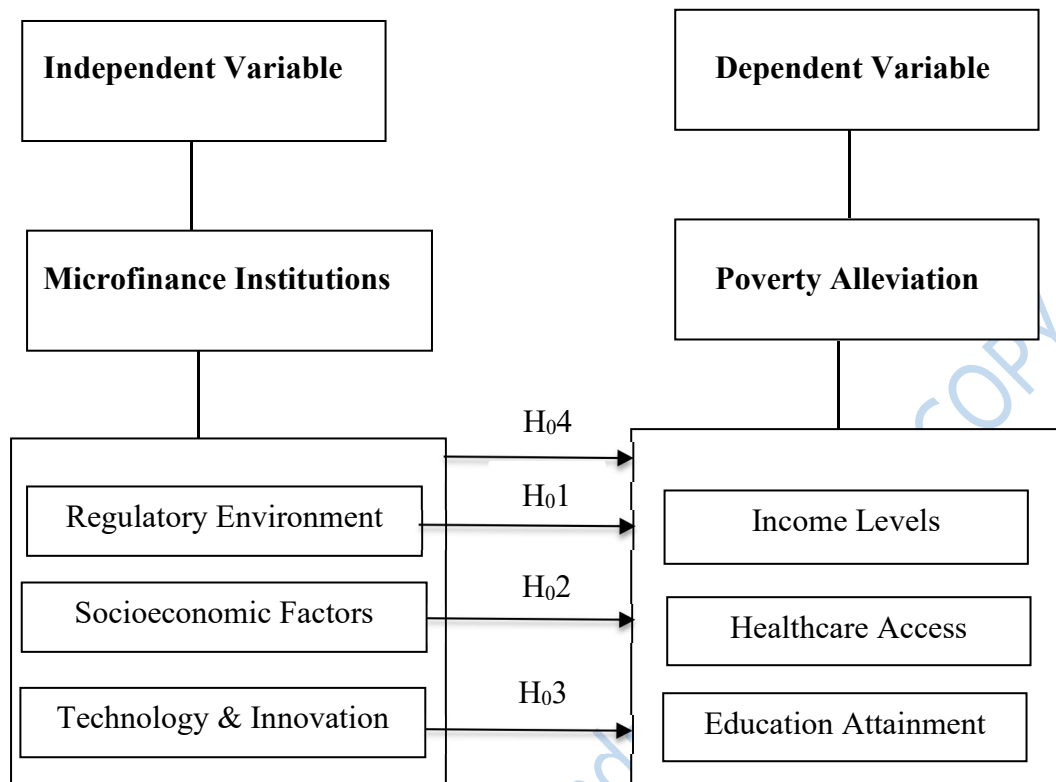 Independent Variable
Dependent Variable
Microfinance Institutions
Poverty Alleviation
H₀4
Regulatory Environment
H₀1
Income Levels
Socioeconomic Factors
H₀2
Healthcare Access
Technology & Innovation
H₀3
Education Attainment
COPY